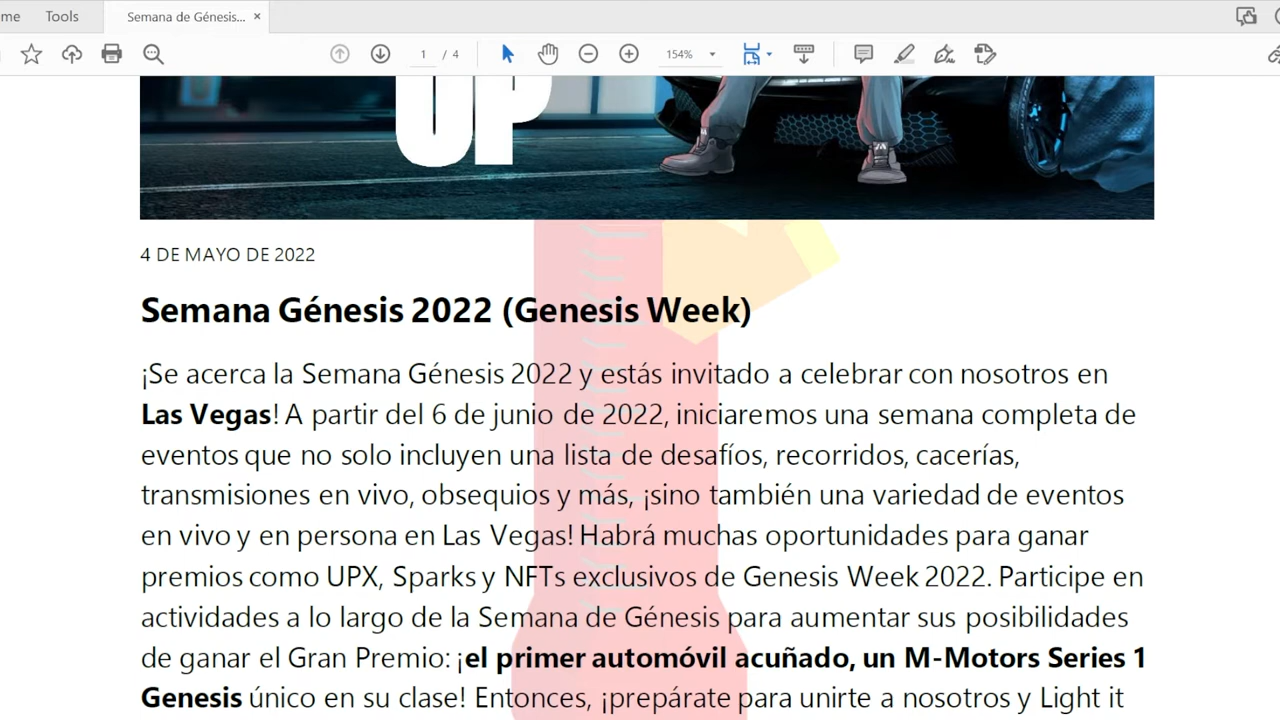 me Tools Semana de Génesis... ×
1 / 4 154%
UP
4 DE MAYO DE 2022
Semana Génesis 2022 (Genesis Week)
¡Se acerca la Semana Génesis 2022 y estás invitado a celebrar con nosotros en
Las Vegas! A partir del 6 de junio de 2022, iniciaremos una semana completa de
eventos que no solo incluyen una lista de desafíos, recorridos, cacerías,
transmisiones en vivo, obsequios y más, ¡sino también una variedad de eventos
en vivo y en persona en Las Vegas! Habrá muchas oportunidades para ganar
premios como UPX, Sparks y NFTs exclusivos de Genesis Week 2022. Participe en
actividades a lo largo de la Semana de Génesis para aumentar sus posibilidades
de ganar el Gran Premio: ¡el primer automóvil acuñado, un M-Motors Series 1
Genesis único en su clase! Entonces, ¡prepárate para unirte a nosotros y Light it